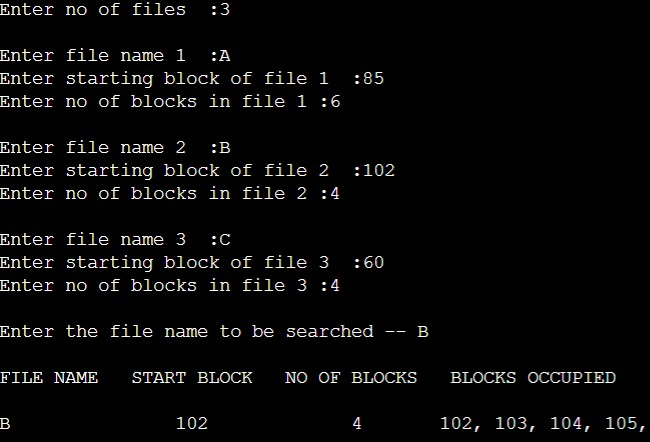 Enter no of files  :3
Enter file name 1  :A
Enter starting block of file 1  :85
Enter no of blocks in file 1 :6
Enter file name 2  :B
Enter starting block of file 2  :102
Enter no of blocks in file 2 :4
Enter file name 3  :C
Enter starting block of file 3  :60
Enter no of blocks in file 3 :4
Enter the file name to be searched -- B
FILE NAME   START BLOCK   NO OF BLOCKS   BLOCKS OCCUPIED
B               102             4       102, 103, 104, 105,